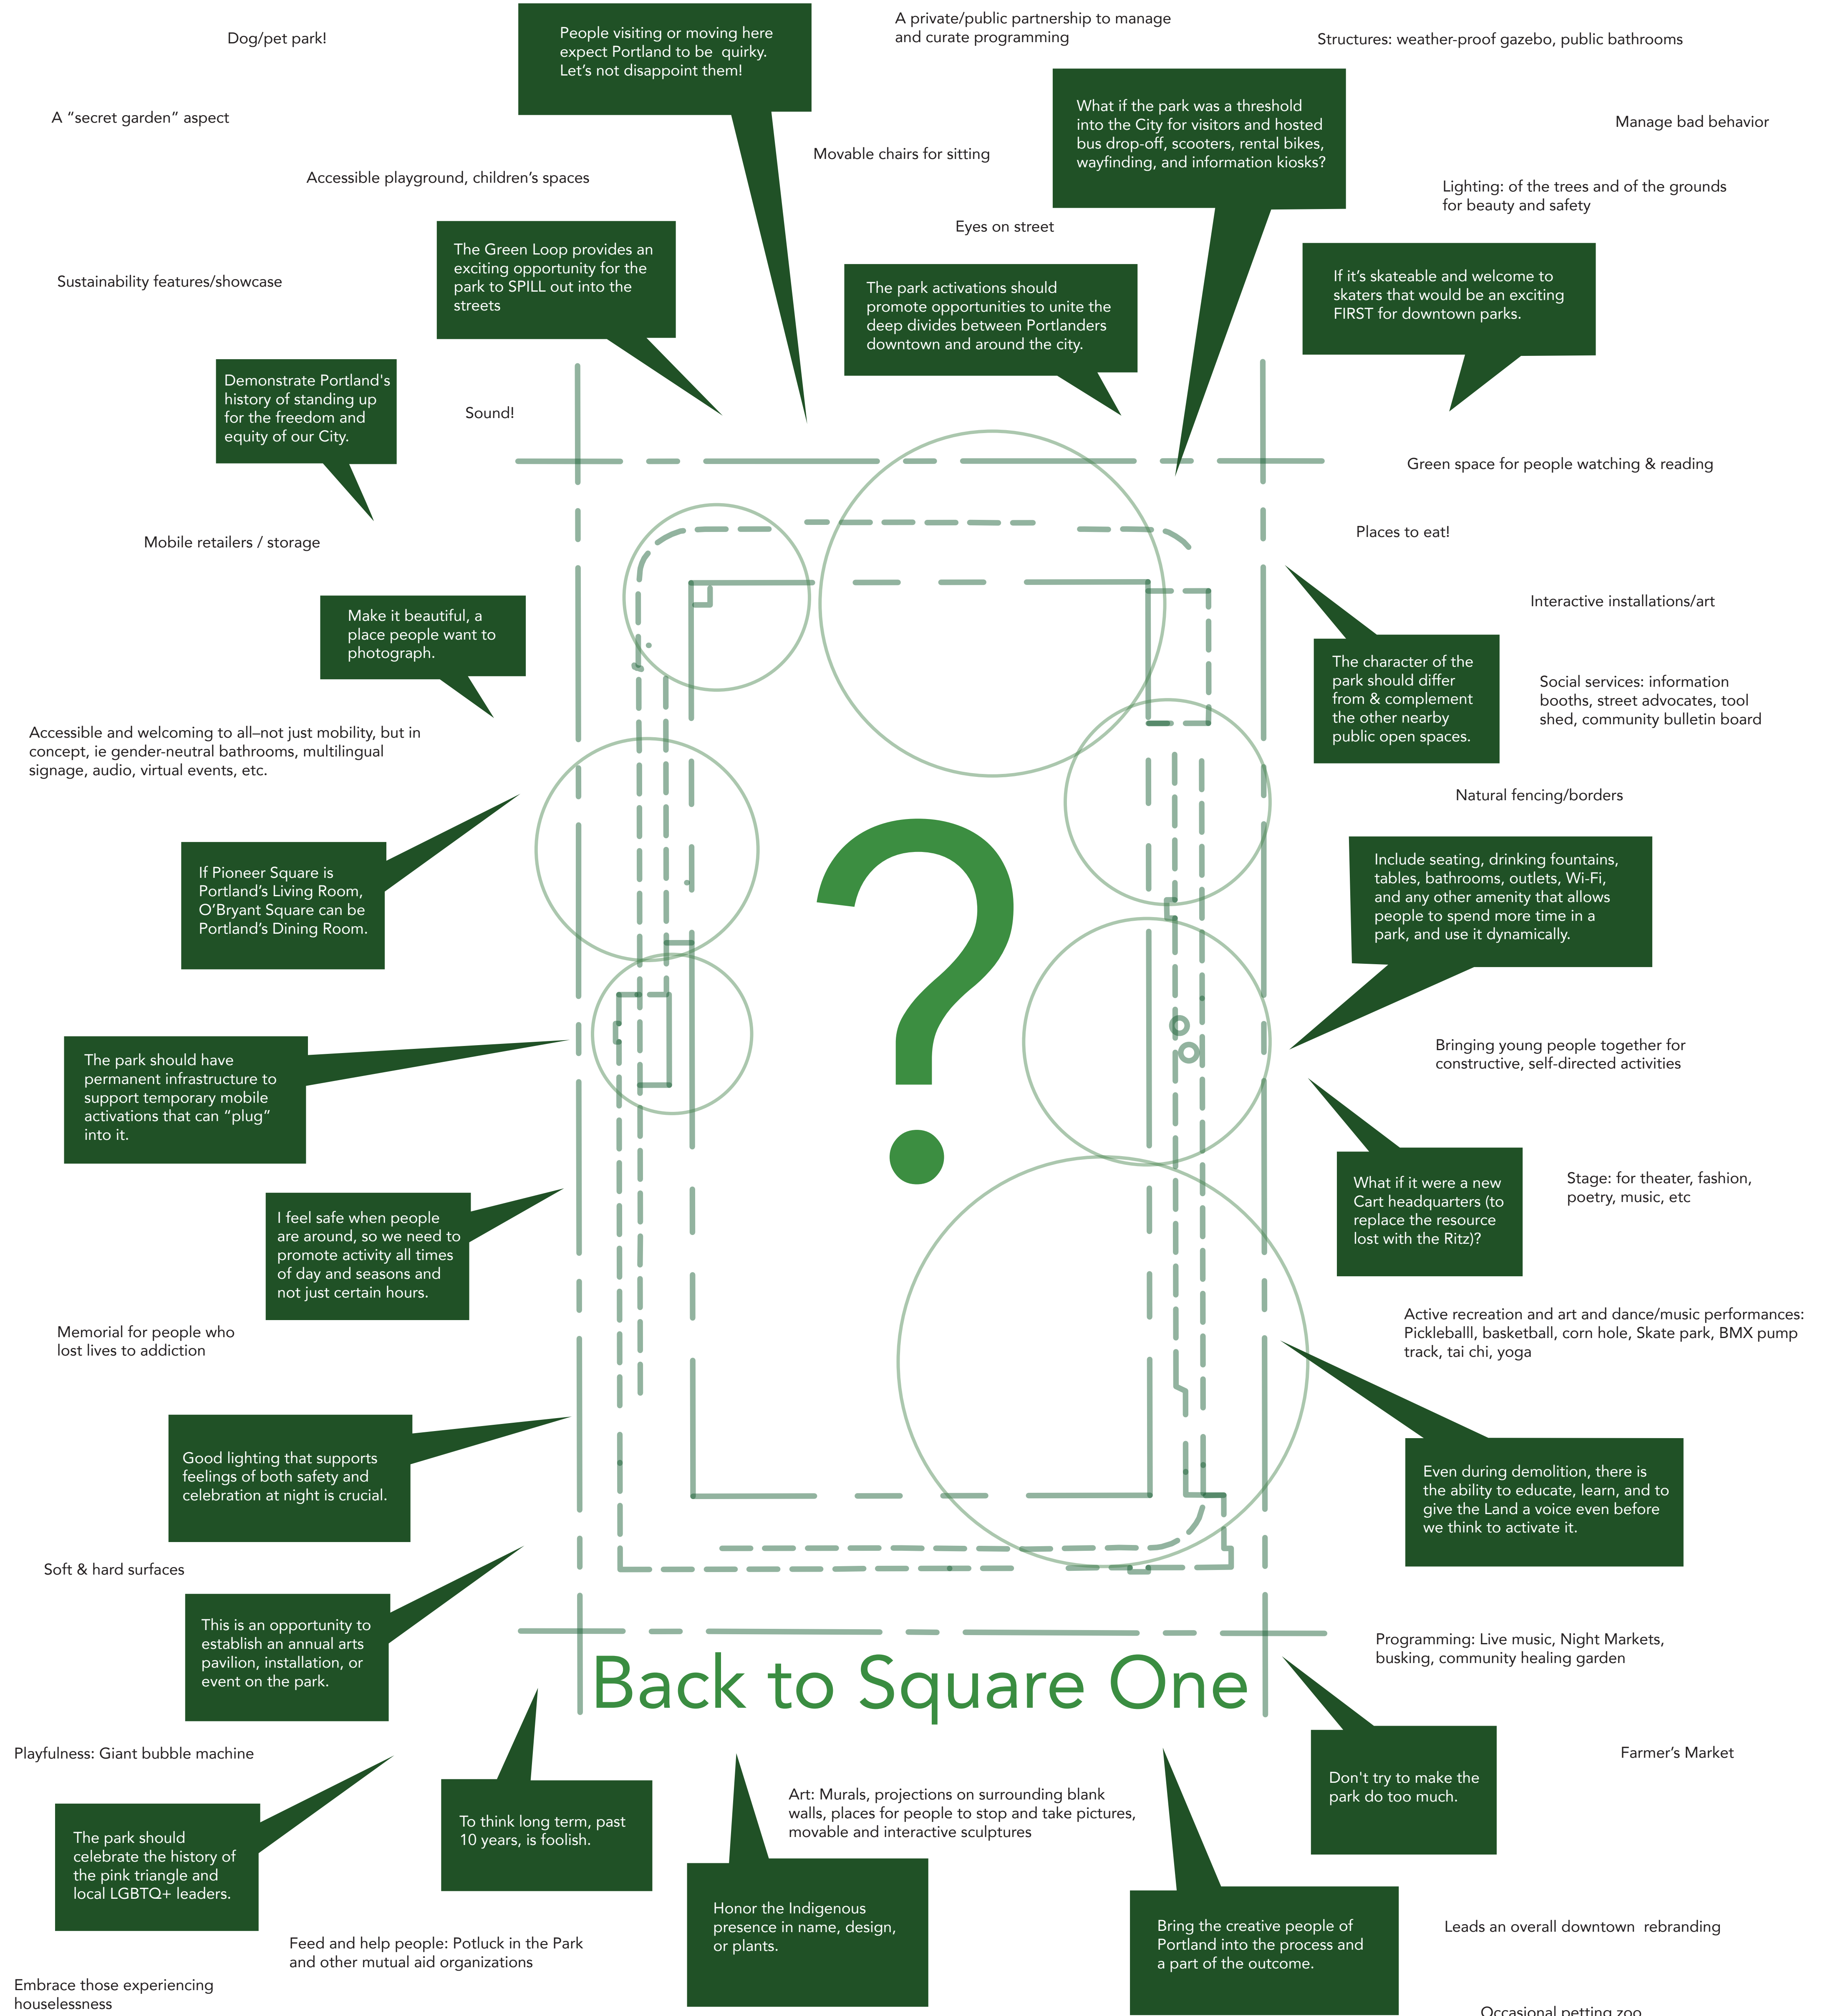 Dog/pet park!
People visiting or moving here
expect Portland to be  quirky.
Let’s not disappoint them!
A private/public partnership to manage
and curate programming
Structures: weather-proof gazebo, public bathrooms
A “secret garden” aspect
What if the park was a threshold
into the City for visitors and hosted
bus drop-off, scooters, rental bikes,
wayfinding, and information kiosks?
Manage bad behavior
Movable chairs for sitting
Accessible playground, children’s spaces
Lighting: of the trees and of the grounds
for beauty and safety
Eyes on street
The Green Loop provides an
exciting opportunity for the
park to SPILL out into the
streets
Sustainability features/showcase
The park activations should
promote opportunities to unite the
deep divides between Portlanders
downtown and around the city.
If it’s skateable and welcome to
skaters that would be an exciting
FIRST for downtown parks.
Demonstrate Portland's
history of standing up
for the freedom and
equity of our City.
Sound!
Green space for people watching & reading
Mobile retailers / storage
Places to eat!
Make it beautiful, a
place people want to
photograph.
Interactive installations/art
The character of the
park should differ
from & complement
the other nearby
public open spaces.
Social services: information
booths, street advocates, tool
shed, community bulletin board
Accessible and welcoming to all–not just mobility, but in
concept, ie gender-neutral bathrooms, multilingual
signage, audio, virtual events, etc.
Natural fencing/borders
If Pioneer Square is
Portland’s Living Room,
O’Bryant Square can be
Portland’s Dining Room.
?
Include seating, drinking fountains,
tables, bathrooms, outlets, Wi-Fi,
and any other amenity that allows
people to spend more time in a
park, and use it dynamically.
The park should have
permanent infrastructure to
support temporary mobile
activations that can “plug”
into it.
Bringing young people together for
constructive, self-directed activities
What if it were a new
Cart headquarters (to
replace the resource
lost with the Ritz)?
Stage: for theater, fashion,
poetry, music, etc
I feel safe when people
are around, so we need to
promote activity all times
of day and seasons and
not just certain hours.
Memorial for people who
lost lives to addiction
Active recreation and art and dance/music performances:
Pickleballl, basketball, corn hole, Skate park, BMX pump
track, tai chi, yoga
Good lighting that supports
feelings of both safety and
celebration at night is crucial.
Even during demolition, there is
the ability to educate, learn, and to
give the Land a voice even before
we think to activate it.
Soft & hard surfaces
This is an opportunity to
establish an annual arts
pavilion, installation, or
event on the park.
Back to Square One
Programming: Live music, Night Markets,
busking, community healing garden
Playfulness: Giant bubble machine
Farmer’s Market
Don't try to make the
park do too much.
Art: Murals, projections on surrounding blank
walls, places for people to stop and take pictures,
movable and interactive sculptures
To think long term, past
10 years, is foolish.
The park should
celebrate the history of
the pink triangle and
local LGBTQ+ leaders.
Honor the Indigenous
presence in name, design,
or plants.
Bring the creative people of
Portland into the process and
a part of the outcome.
Leads an overall downtown  rebranding
Feed and help people: Potluck in the Park
and other mutual aid organizations
Embrace those experiencing
houselessness
Occasional petting zoo